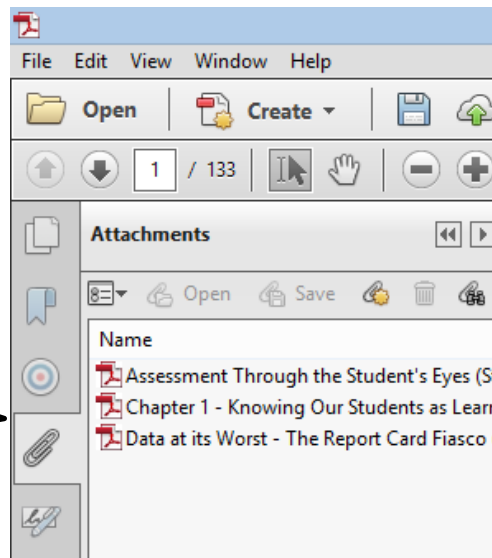 File Edit View Window Help
Open Create
1 / 133
Attachments
Open Save
Name
Assessment Through the Student's Eyes (S
Chapter 1 - Knowing Our Students as Lear
Data at its Worst - The Report Card Fiasco